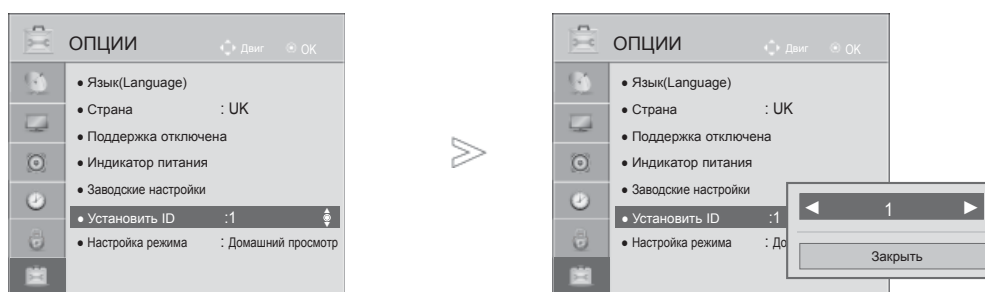 ОПЦИИ Двиг OK
• Язык(Language)
• Страна : UK
• Поддержка отключена
• Индикатор питания
• Заводские настройки
• Установить ID :1
• Настройка режима : Домашний просмотр
ОПЦИИ Двиг OK
• Язык(Language)
• Страна : UK
• Поддержка отключена
• Индикатор питания
• Заводские настройки
• Установить ID :1
• Настройка режима : До
◄ 1 ►
Закрыть